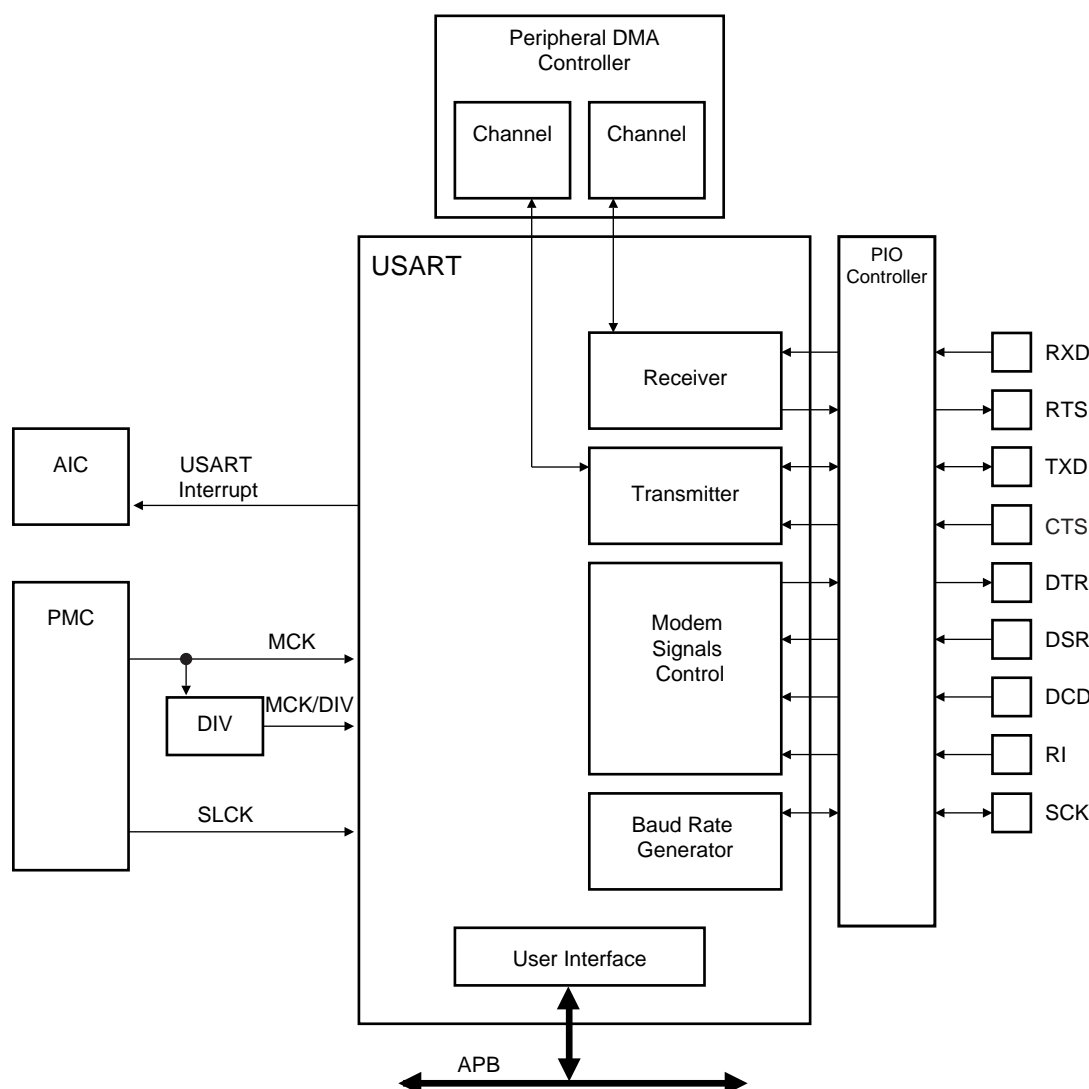 Peripheral DMA
Controller
Channel
Channel
USART
PIO
Controller
Receiver
RXD
RTS
AIC
USART
Interrupt
Transmitter
TXD
CTS
PMC
MCK
DIV
MCK/DIV
SLCK
Modem
Signals
Control
DTR
DSR
DCD
RI
Baud Rate
Generator
SCK
User Interface
APB